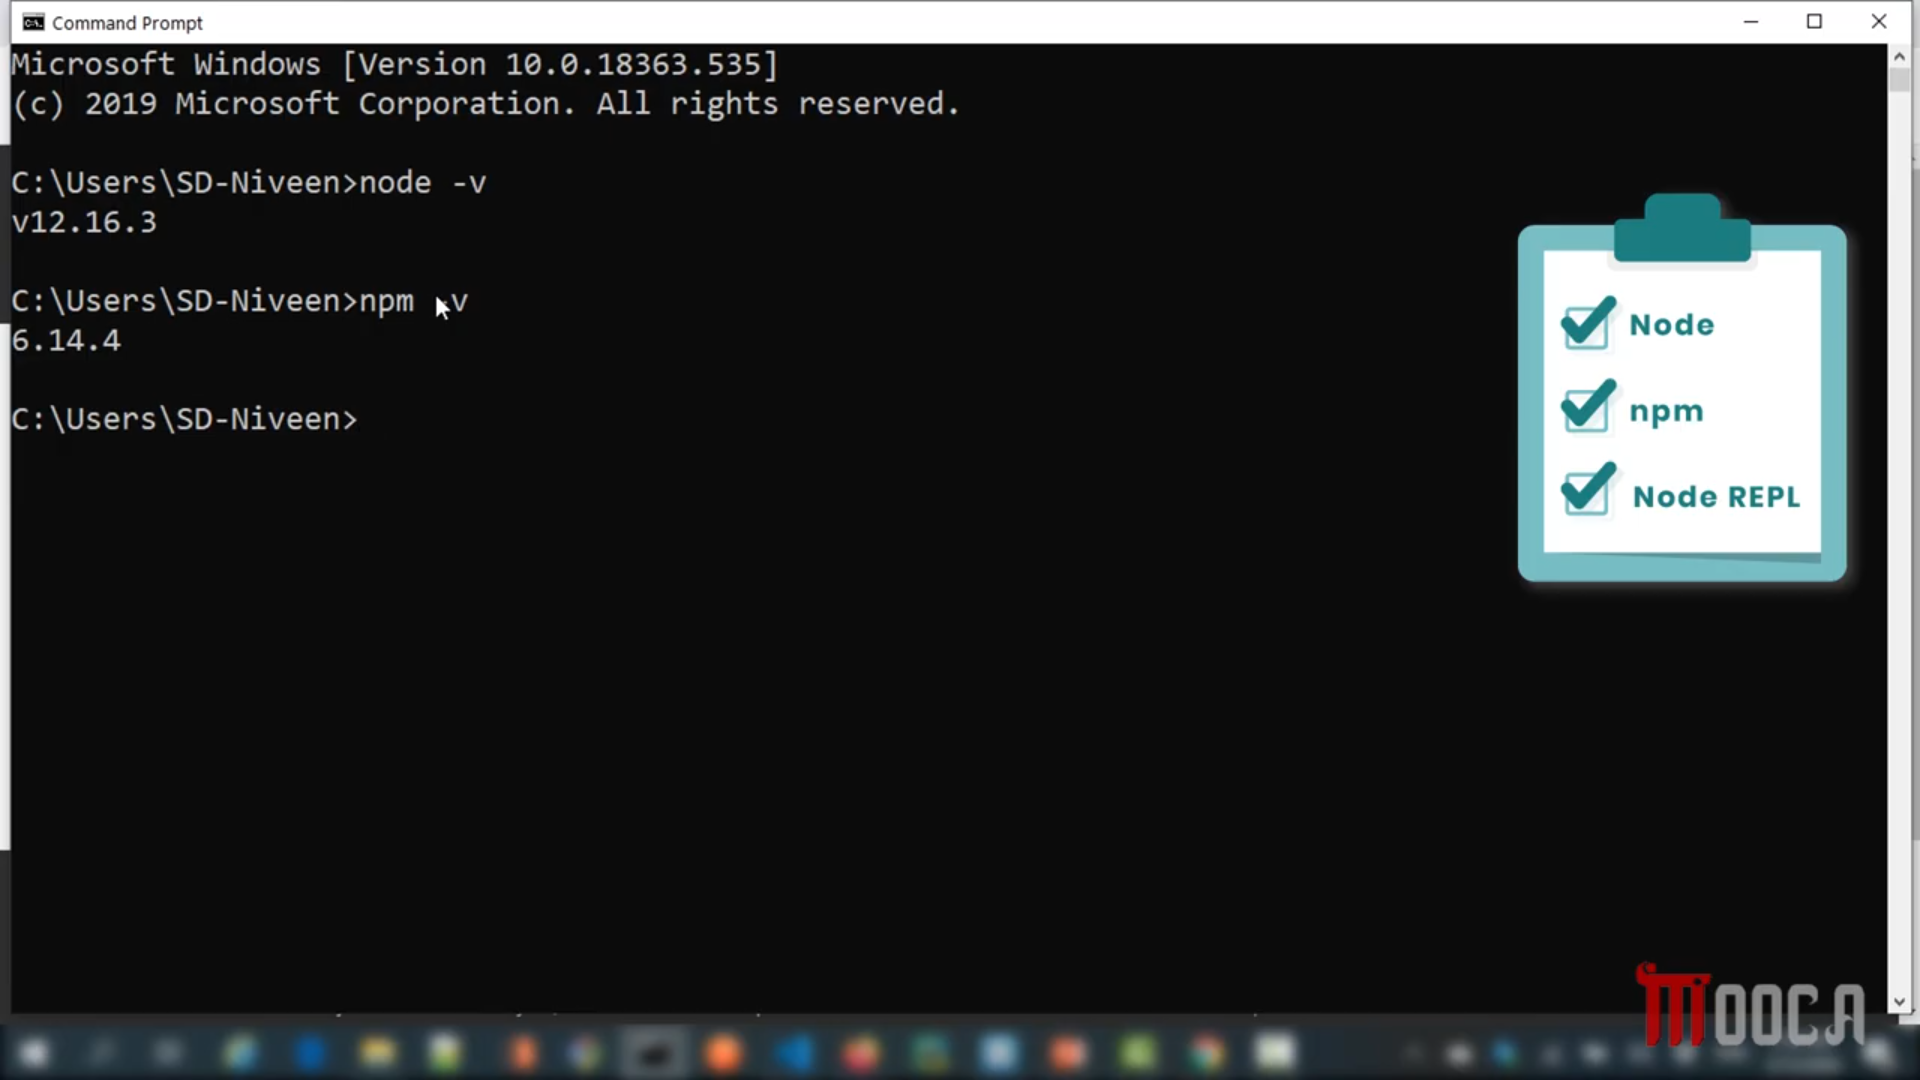 Command Prompt
Microsoft Windows [Version 10.0.18363.535]
(c) 2019 Microsoft Corporation. All rights reserved.
C:\Users\SD-Niveen>node -v
v12.16.3
C:\Users\SD-Niveen>npm -v
6.14.4
C:\Users\SD-Niveen>
Node
npm
Node REPL
MOOCA